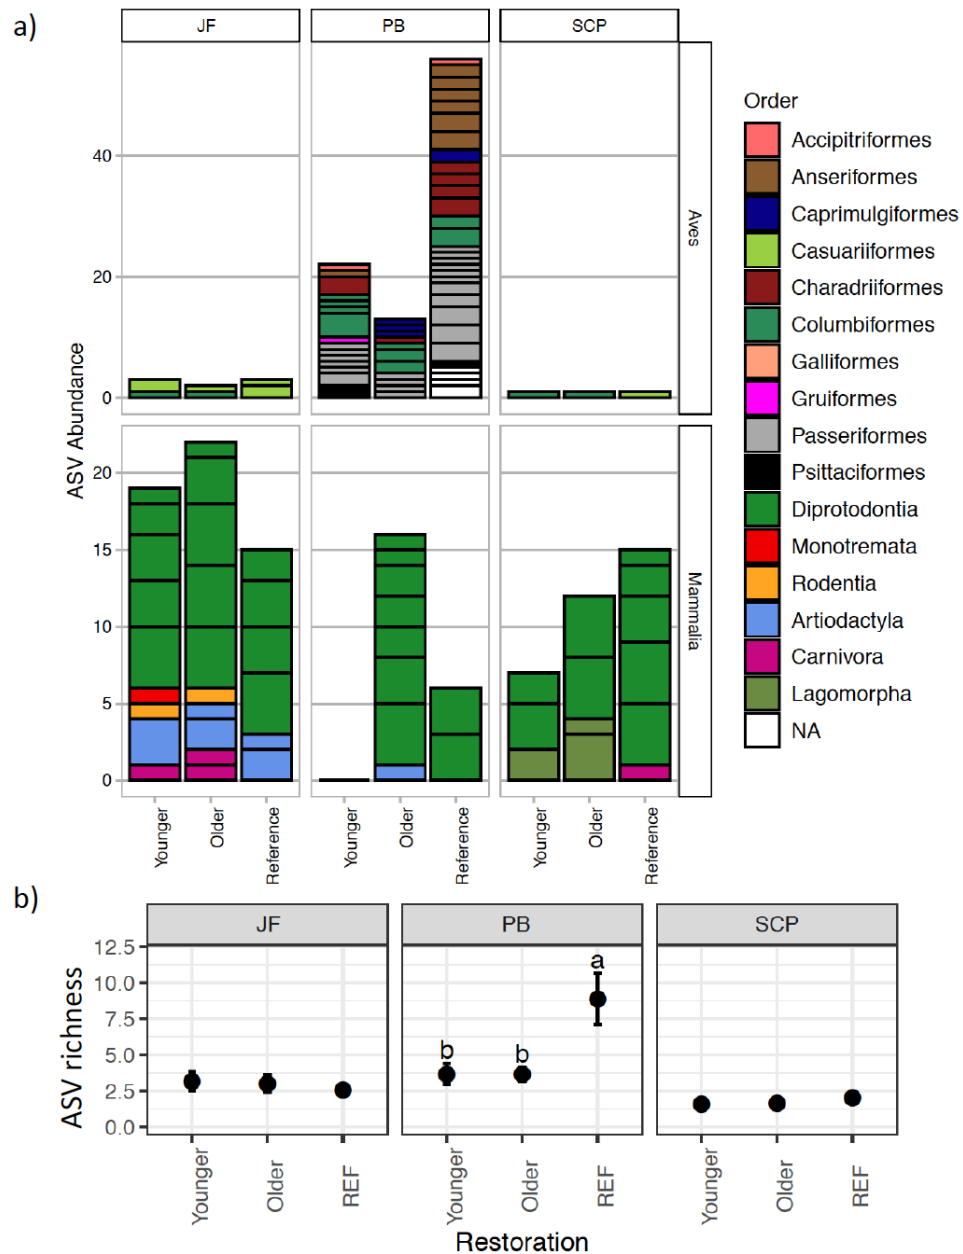 a)
JF PB SCP
ASV Abundance
40
20
0
Aves
20
15
10
5
0
Mammalia
Younger Older Reference Younger Older Reference Younger Older Reference
Order
Accipitriformes
Anseriformes
Caprimulgiformes
Casuariiformes
Charadriiformes
Columbiformes
Galliformes
Gruiformes
Passeriformes
Psittaciformes
Diprotodontia
Monotremata
Rodentia
Artiodactyla
Carnivora
Lagomorpha
NA
b)
JF PB SCP
ASV richness
12.5
10.0
7.5
5.0
2.5
0.0
b b a
Younger Older REF Younger Older REF Younger Older REF
Restoration